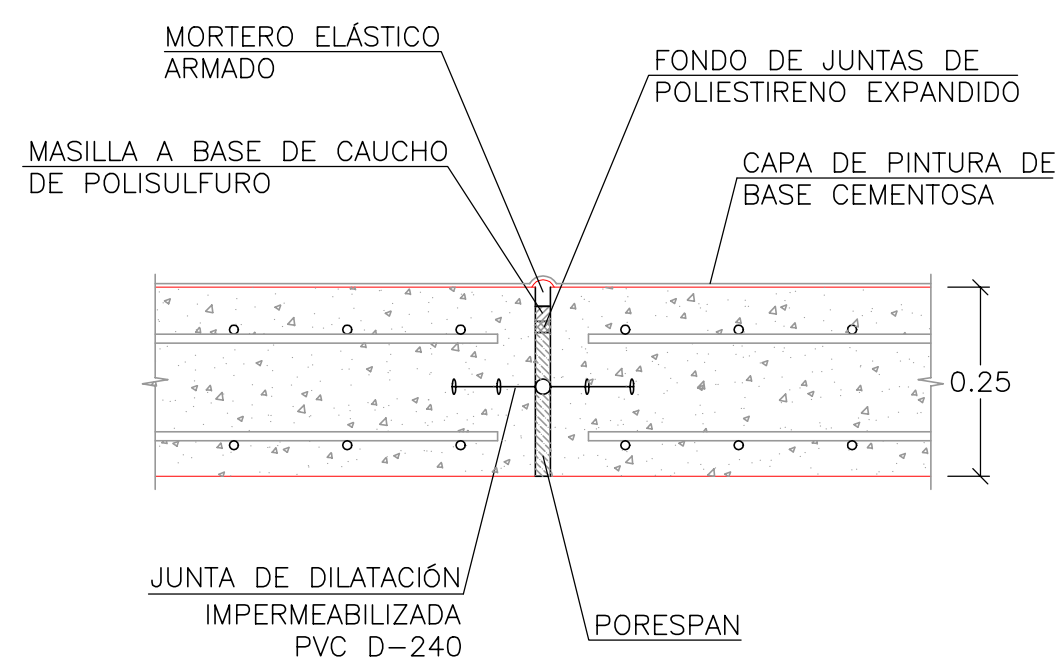 MORTERO ELÁSTICO
ARMADO
FONDO DE JUNTAS DE
POLIESTIRENO EXPANDIDO
MASILLA A BASE DE CAUCHO
DE POLISULFURO
CAPA DE PINTURA DE
BASE CEMENTOSA
0.25
JUNTA DE DILATACIÓN
IMPERMEABILIZADA
PVC D-240
PORESPAN